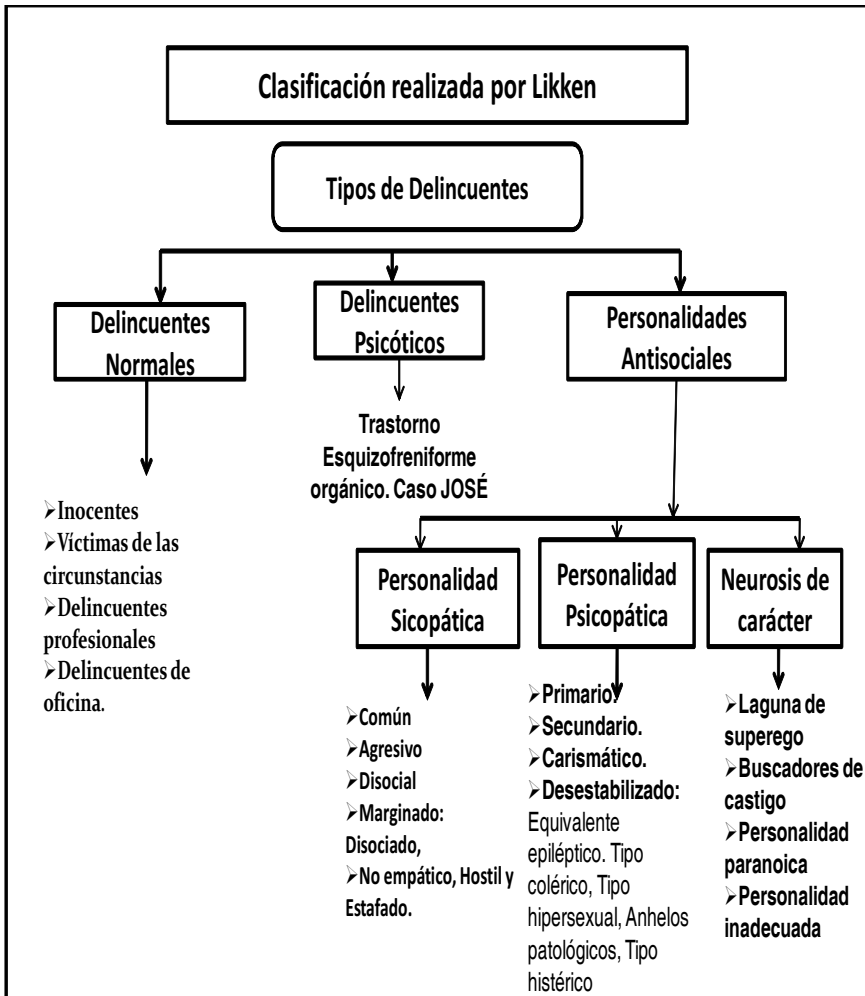 Clasificación realizada por Likken
Tipos de Delincuentes
Delincuentes
Normales
Delincuentes
Psicóticos
Personalidades
Antisociales
➢Inocentes
➢Víctimas de las
circunstancias
➢Delincuentes
profesionales
➢Delincuentes de
oficina.
Trastorno
Esquizofreniforme
orgánico. Caso JOSÉ
Personalidad
Sicopática
Personalidad
Psicopática
Neurosis de
carácter
➢Común
➢Agresivo
➢Disocial
➢Marginado:
Disociado,
➢No empático, Hostil y
Estafado.
➢Primario.
➢Secundario.
➢Carismático.
➢Desestabilizado:
Equivalente
epiléptico. Tipo
colérico, Tipo
hipersexual, Anhelos
patológicos, Tipo
histérico
➢Laguna de
superego
➢Buscadores de
castigo
➢Personalidad
paranoica
➢Personalidad
inadecuada